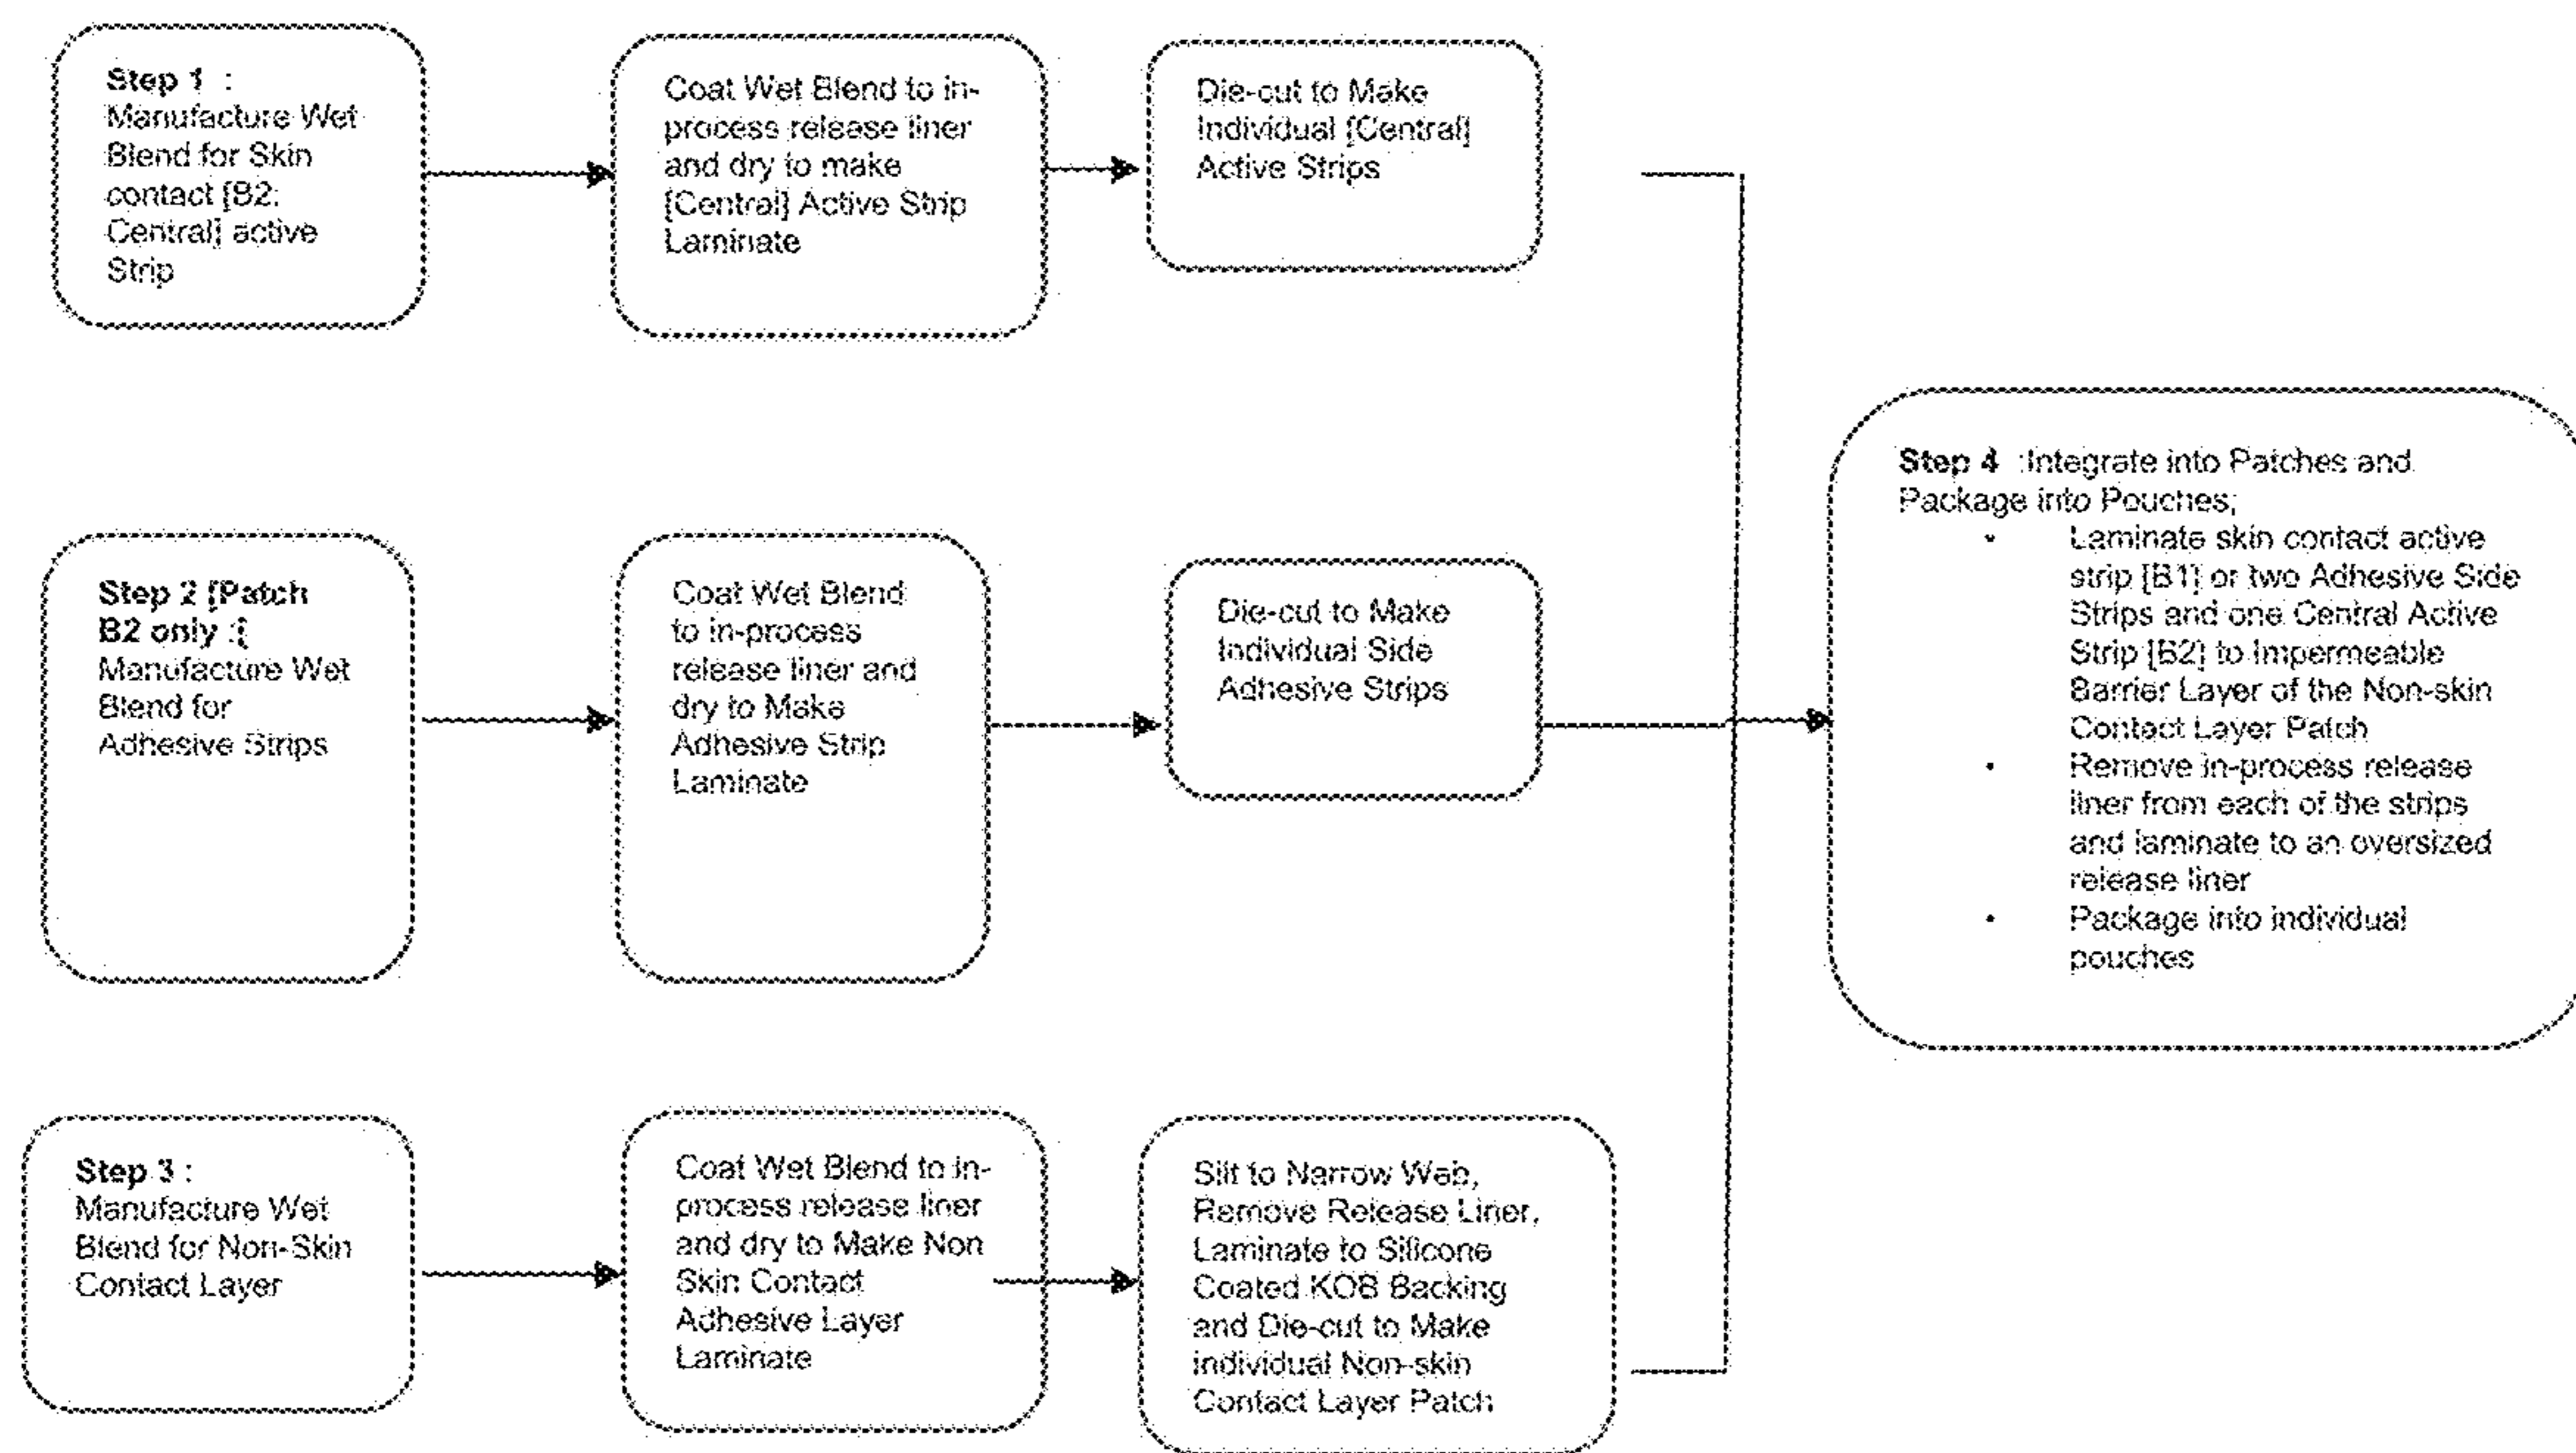 Step 1 :
Manufacture Wet
Blend for Skin
contact [B2:
Central] active
Strip
Coat Wet Blend to in-
process release liner
and dry to make
[Central] Active Strip
Laminate
Die-cut to Make
Individual [Central]
Active Strips
Step 2 [Patch
B2 only :[
Manufacture Wet
Blend for
Adhesive Strips
Coat Wet Blend
to in-process
release liner and
dry to Make
Adhesive Strip
Laminate
Die-cut to Make
Individual Side
Adhesive Strips
Step 3 :
Manufacture Wet
Blend for Non-Skin
Contact Layer
Coat Wet Blend to in-
process release liner
and dry to Make Non
Skin Contact
Adhesive Layer
Laminate
Slit to Narrow Web,
Remove Release Liner,
Laminate to Silicone
Coated KOB Backing
and Die-cut to Make
individual Non-skin
Contact Layer Patch
Step 4 :Integrate into Patches and
Package into Pouches;
• Laminate skin contact active
strip [B1] or two Adhesive Side
Strips and one Central Active
Strip [B2] to Impermeable
Barrier Layer of the Non-skin
Contact Layer Patch
• Remove in-process release
liner from each of the strips
and laminate to an oversized
release liner
• Package into individual
pouches